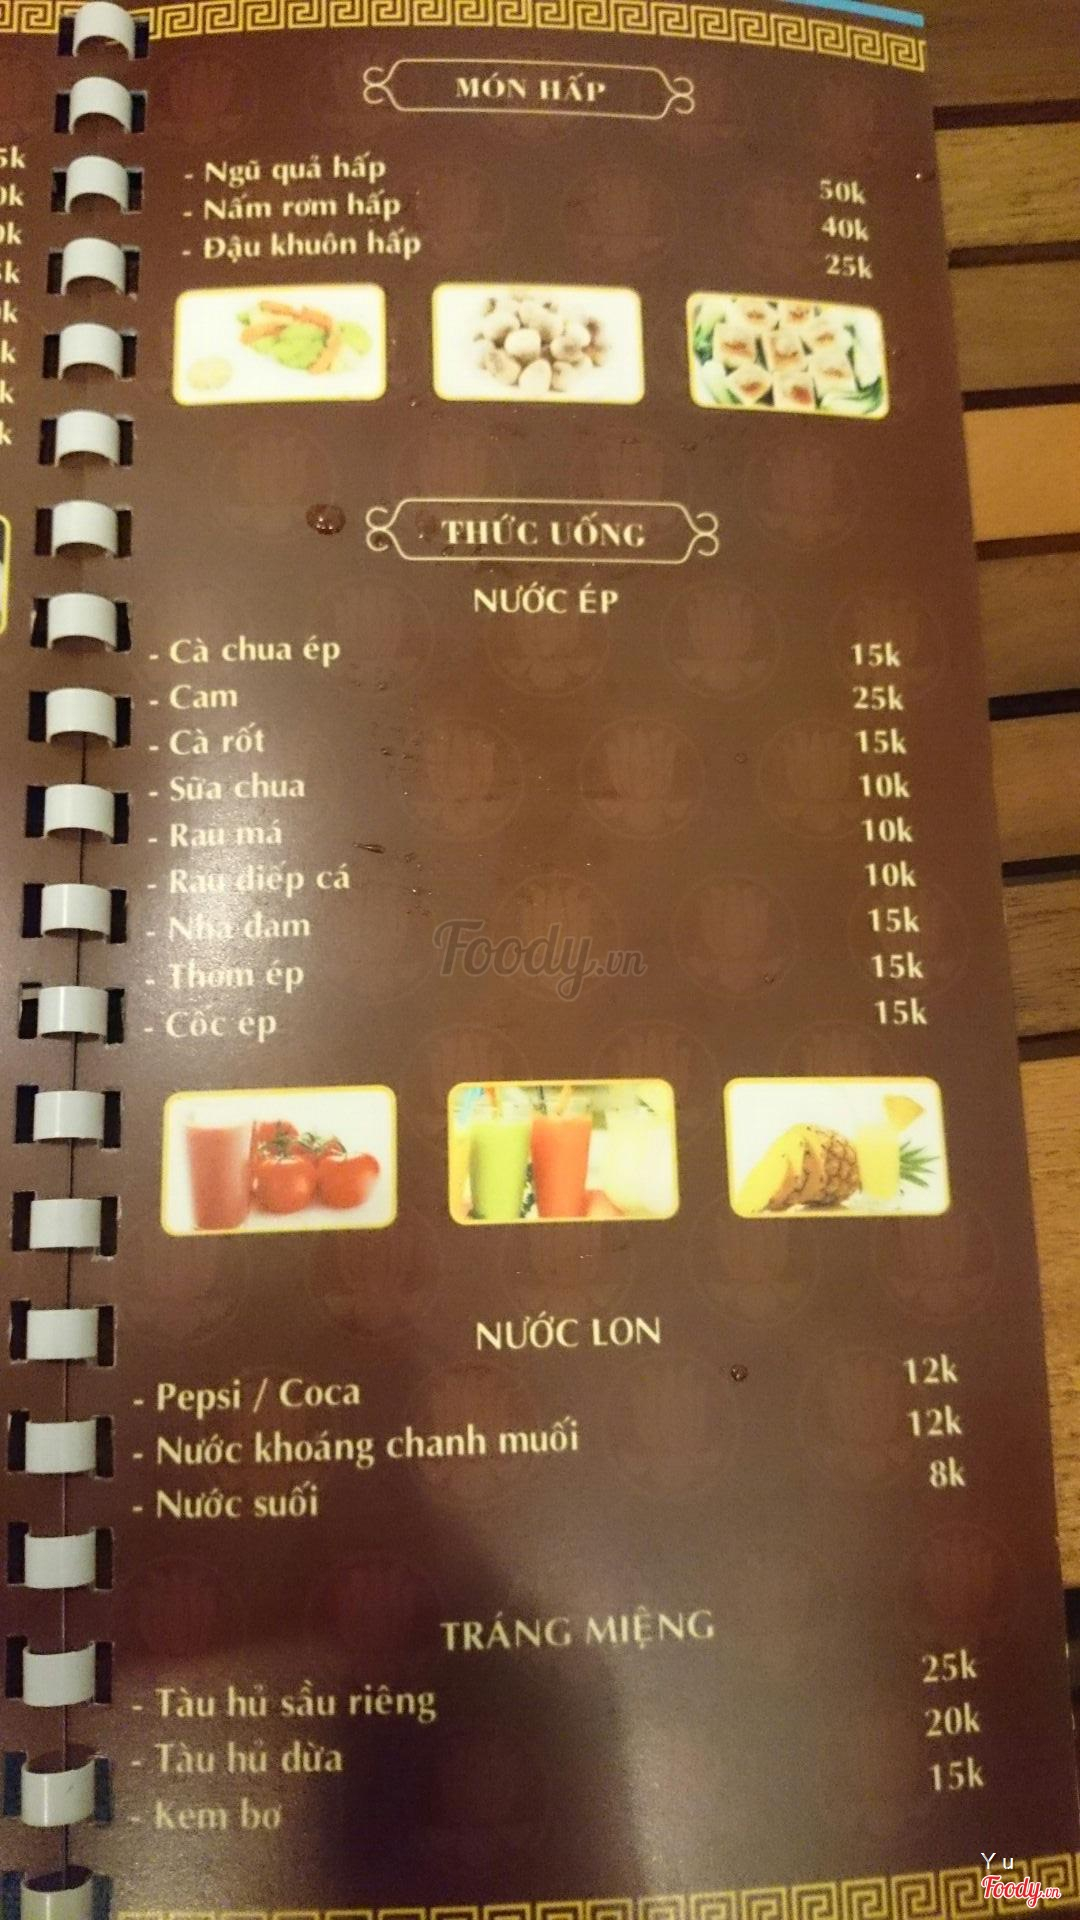 MÓN HẤP
- Ngũ quả hấp 50k
- Nấm rơm hấp 40k
- Đậu khuôn hấp 25k
THỨC UỐNG
NƯỚC ÉP
- Cà chua ép 15k
- Cam 25k
- Cà rốt 15k
- Sữa chua 10k
- Rau má 10k
- Rau diếp cá 10k
- Nha đam 15k
- Thơm ép 15k
- Cốc ép 15k
Foody.vn
NƯỚC LON
- Pepsi / Coca 12k
- Nước khoáng chanh muối 12k
- Nước suối 8k
TRÁNG MIỆNG
- Tàu hủ sầu riêng 25k
- Tàu hủ dừa 20k
- Kem bơ 15k
Yu
Foody.vn